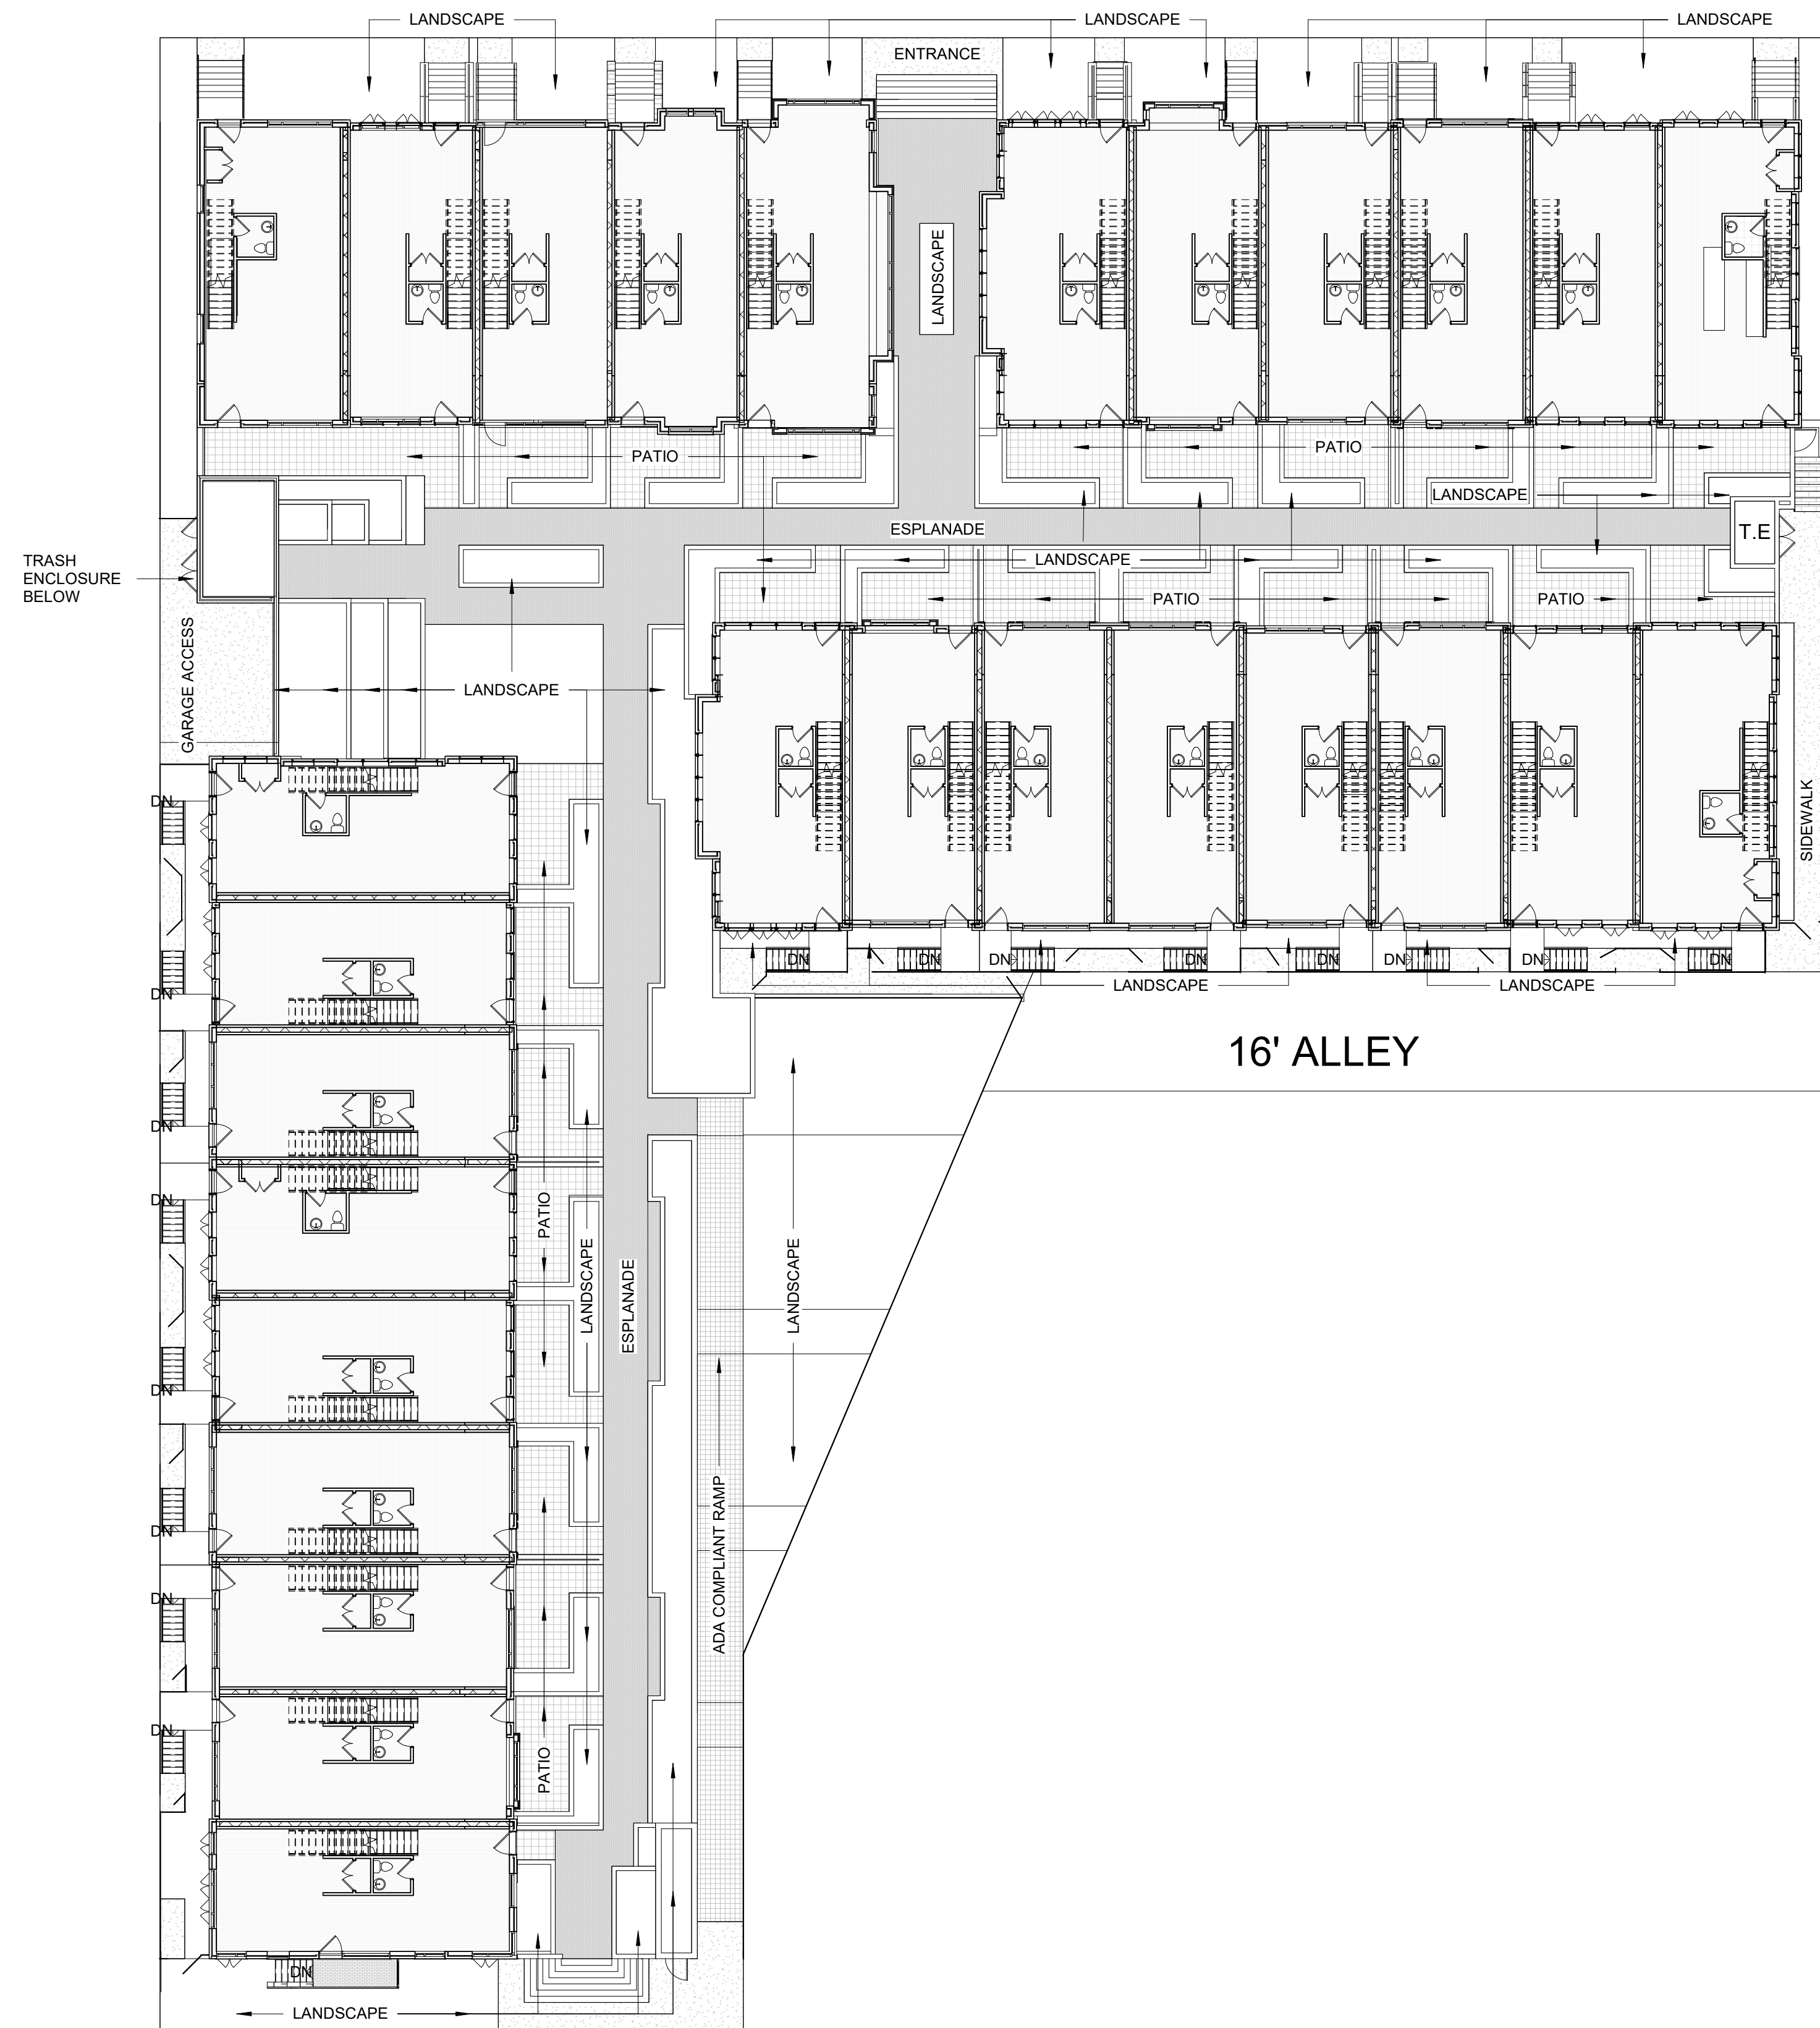 LANDSCAPE
LANDSCAPE
LANDSCAPE
ENTRANCE
LANDSCAPE
PATIO
PATIO
LANDSCAPE
ESPLANADE
T.E
TRASH
ENCLOSURE
BELOW
LANDSCAPE
PATIO
PATIO
GARAGE ACCESS
LANDSCAPE
SIDEWALK
DN
DN
DN
DN
DN
DN
DN
DN
DN
LANDSCAPE
LANDSCAPE
DN
16' ALLEY
DN
DN
PATIO
LANDSCAPE
ESPLANADE
LANDSCAPE
DN
DN
ADA COMPLIANT RAMP
DN
DN
PATIO
DN
LANDSCAPE